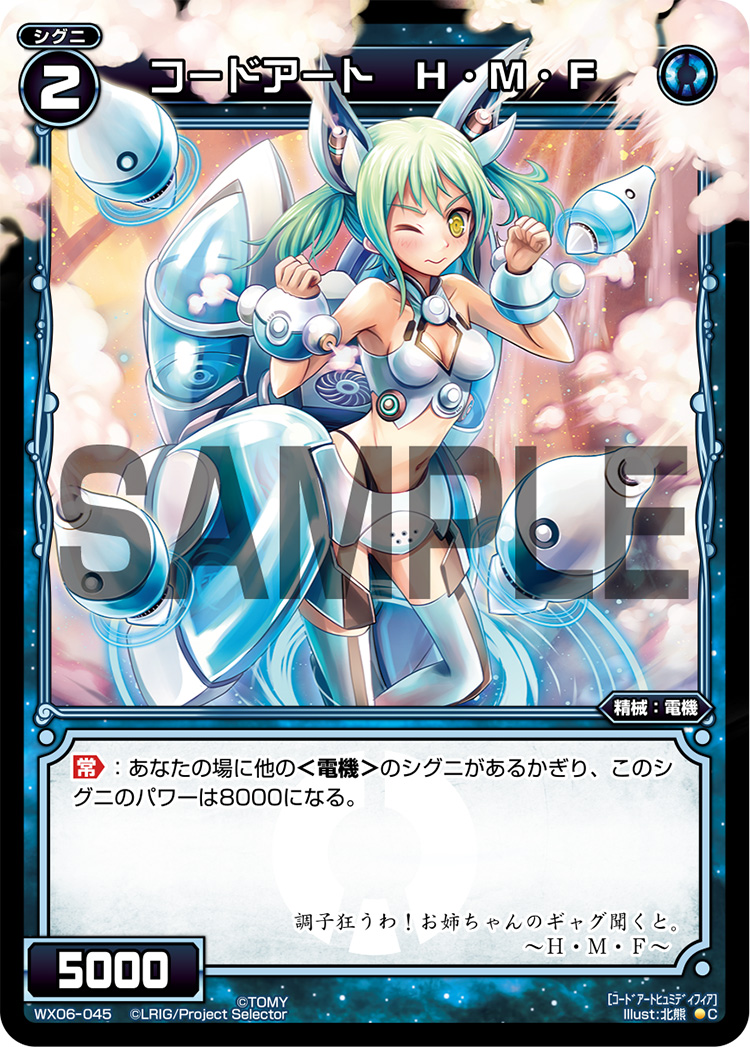 シグニ
2
コードアート H・M・F
SAMPLE
精械：電機
常：あなたの場に他の＜電機＞のシグニがあるかぎり、このシ
グニのパワーは8000になる。
調子狂うわ！お姉ちゃんのギャグ聞くと。
～H・M・F～
5000
©TOMY
[ｺｰﾄﾞｱｰﾄﾋｭﾐﾃﾞｨﾌｨｱ]
WX06-045 ©LRIG/Project Selector
Illust:北熊 C